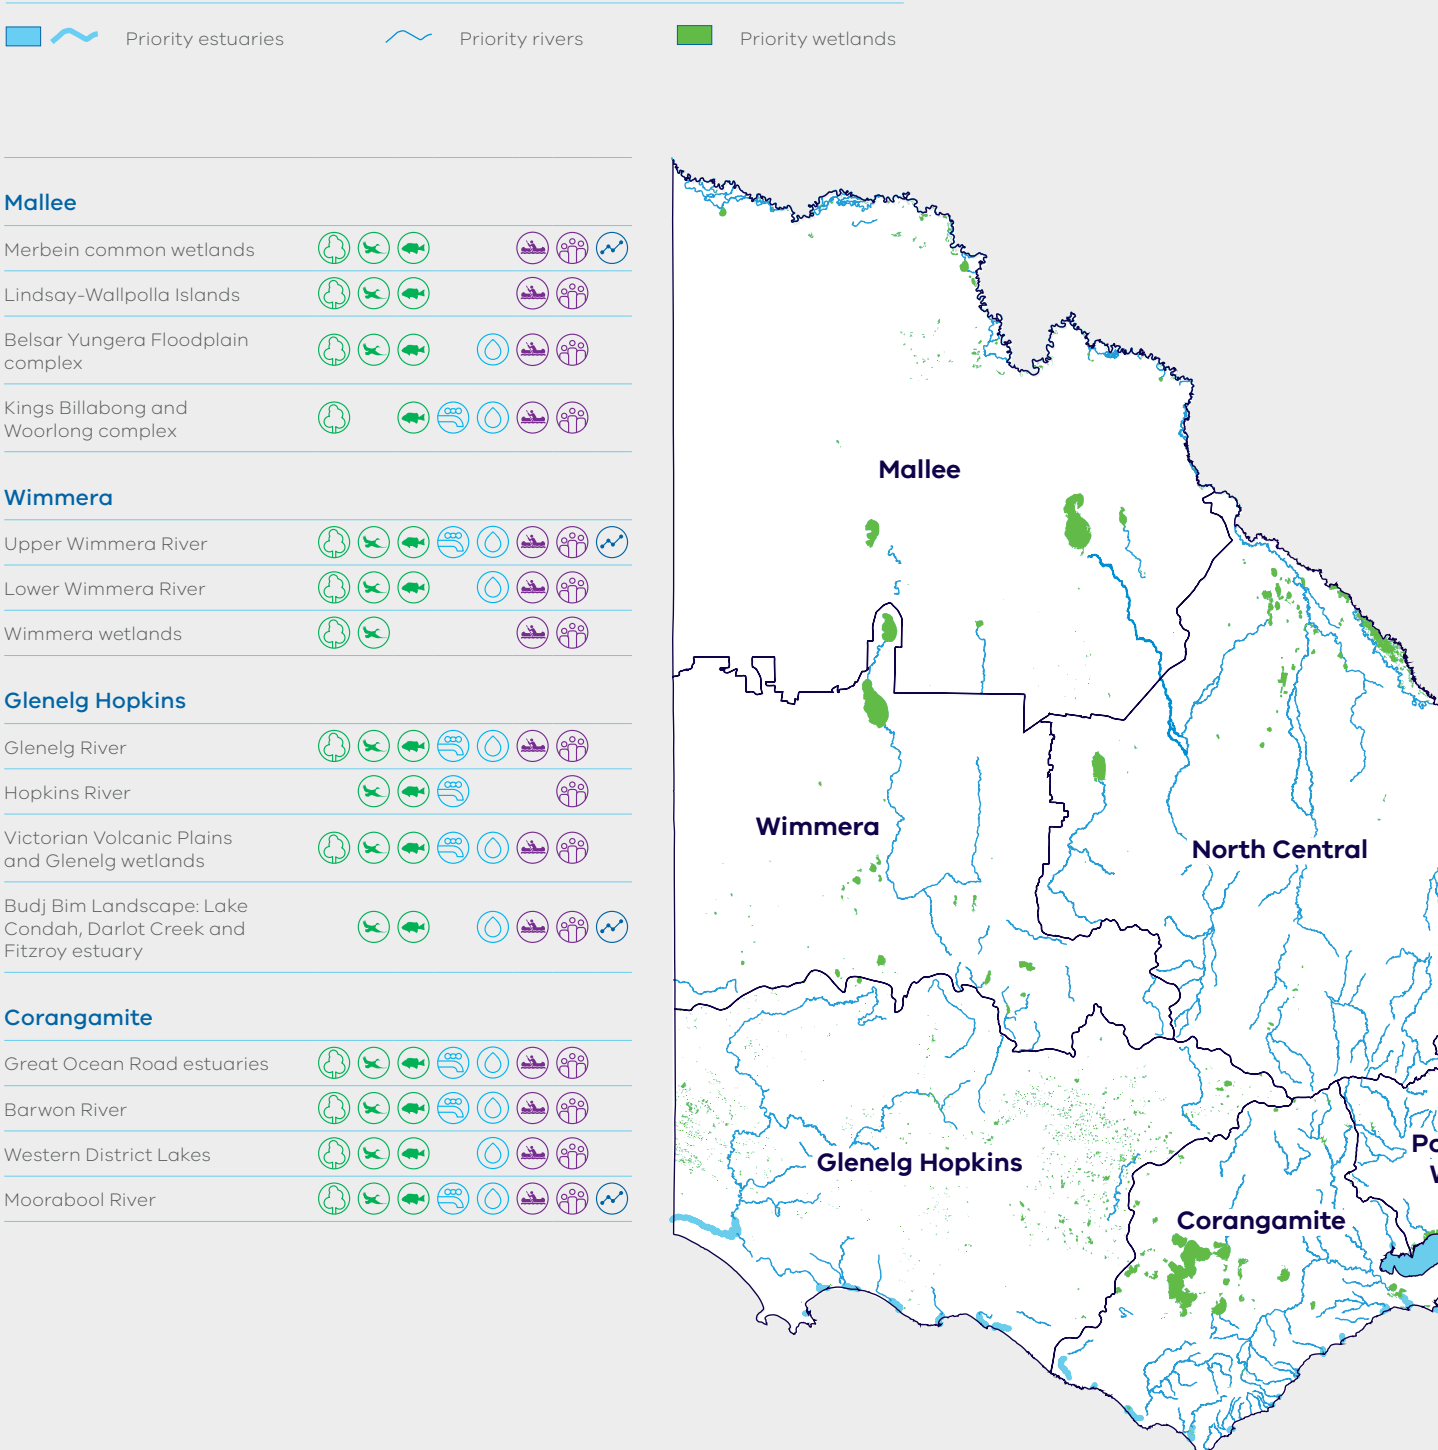 Priority estuaries
Priority rivers
Priority wetlands
Mallee
Merbein common wetlands
Lindsay-Wallpolla Islands
Belsar Yungera Floodplain
complex
Kings Billabong and
Woorlong complex
Wimmera
Upper Wimmera River
Lower Wimmera River
Wimmera wetlands
Glenelg Hopkins
Glenelg River
Hopkins River
Victorian Volcanic Plains
and Glenelg wetlands
Budj Bim Landscape: Lake
Condah, Darlot Creek and
Fitzroy estuary
Corangamite
Great Ocean Road estuaries
Barwon River
Western District Lakes
Moorabool River
Mallee
Wimmera
North Central
Glenelg Hopkins
Corangamite